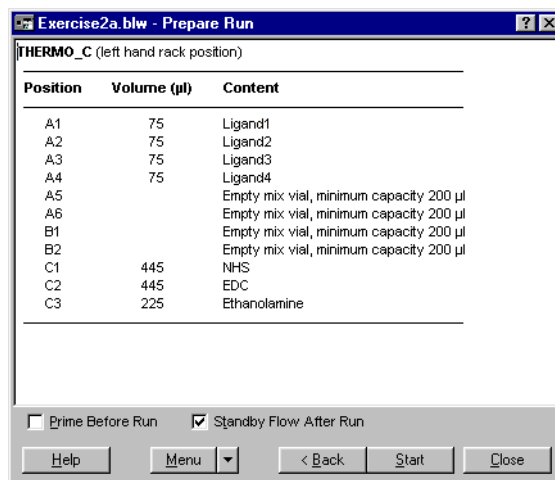 Exercise2a.blw - Prepare Run
THERMO_C (left hand rack position)
Position Volume (µl) Content
A1 75 Ligand1
A2 75 Ligand2
A3 75 Ligand3
A4 75 Ligand4
A5 Empty mix vial, minimum capacity 200 µl
A6 Empty mix vial, minimum capacity 200 µl
B1 Empty mix vial, minimum capacity 200 µl
B2 Empty mix vial, minimum capacity 200 µl
C1 445 NHS
C2 445 EDC
C3 225 Ethanolamine
Prime Before Run Standby Flow After Run
Help Menu < Back Start Close